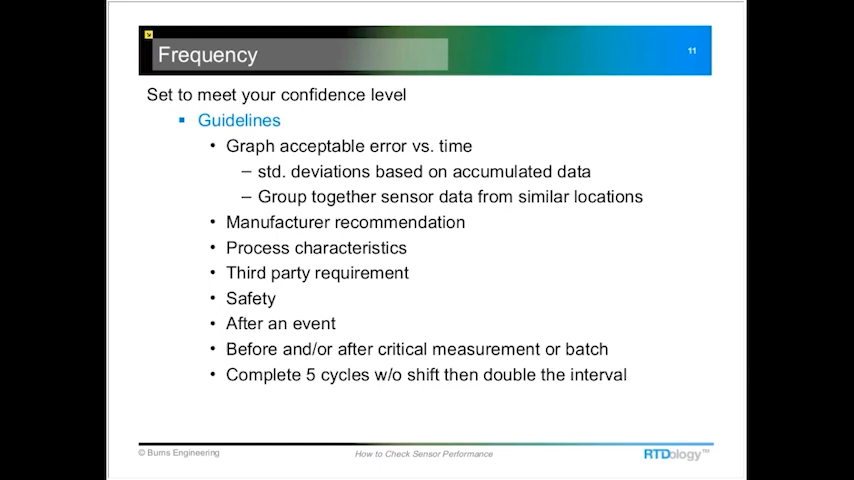 Frequency
11
Set to meet your confidence level
▪ Guidelines
• Graph acceptable error vs. time
– std. deviations based on accumulated data
– Group together sensor data from similar locations
• Manufacturer recommendation
• Process characteristics
• Third party requirement
• Safety
• After an event
• Before and/or after critical measurement or batch
• Complete 5 cycles w/o shift then double the interval
© Burns Engineering
How to Check Sensor Performance
RTDology™